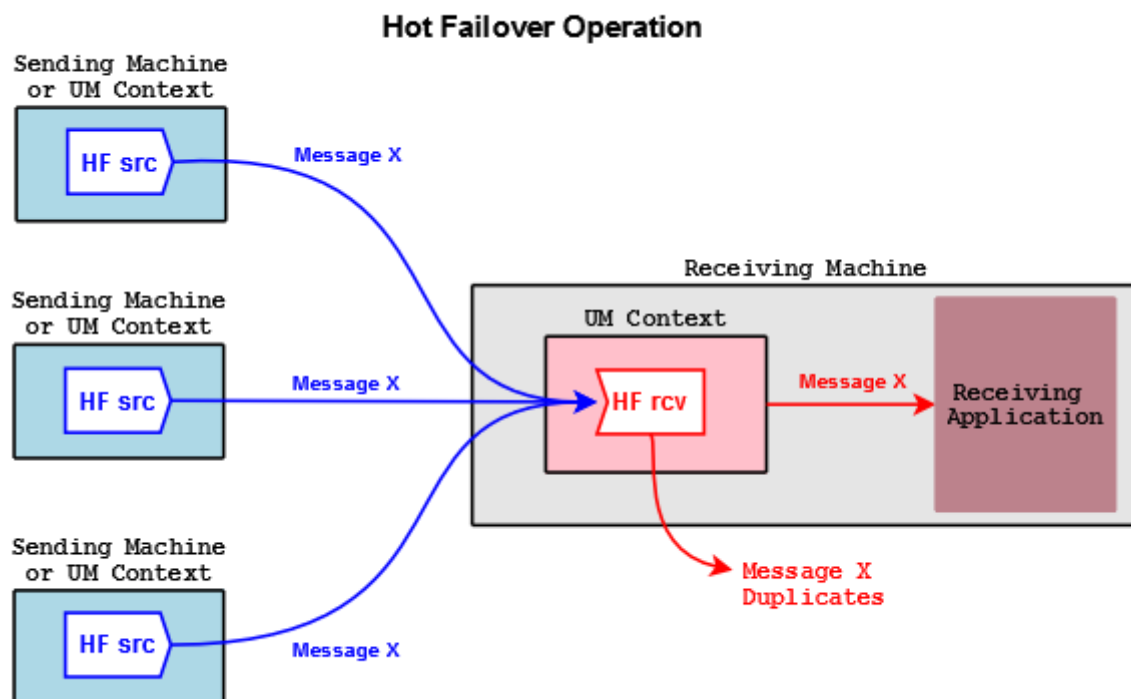 Hot Failover Operation
Sending Machine
or UM Context
HF src
Message X
Sending Machine
or UM Context
HF src
Message X
Sending Machine
or UM Context
HF src
Message X
Receiving Machine
UM Context
HF rcv
Message X
Receiving
Application
Message X
Duplicates